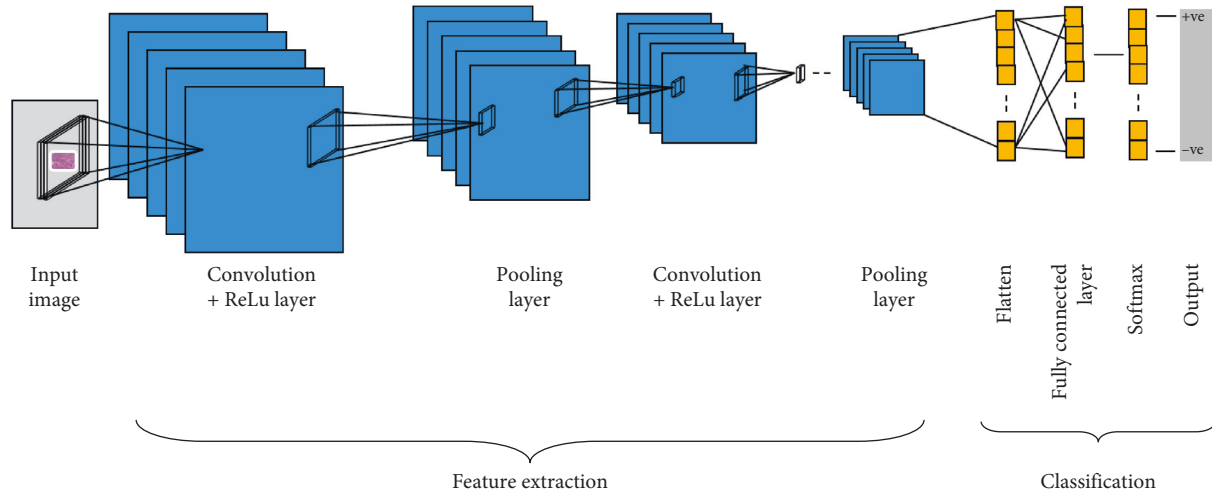 +ve
–ve
Input
image
Convolution
+ ReLu layer
Pooling
layer
Convolution
+ ReLu layer
Pooling
layer
Flatten
Fully connected
layer
Softmax
Output
Feature extraction
Classification